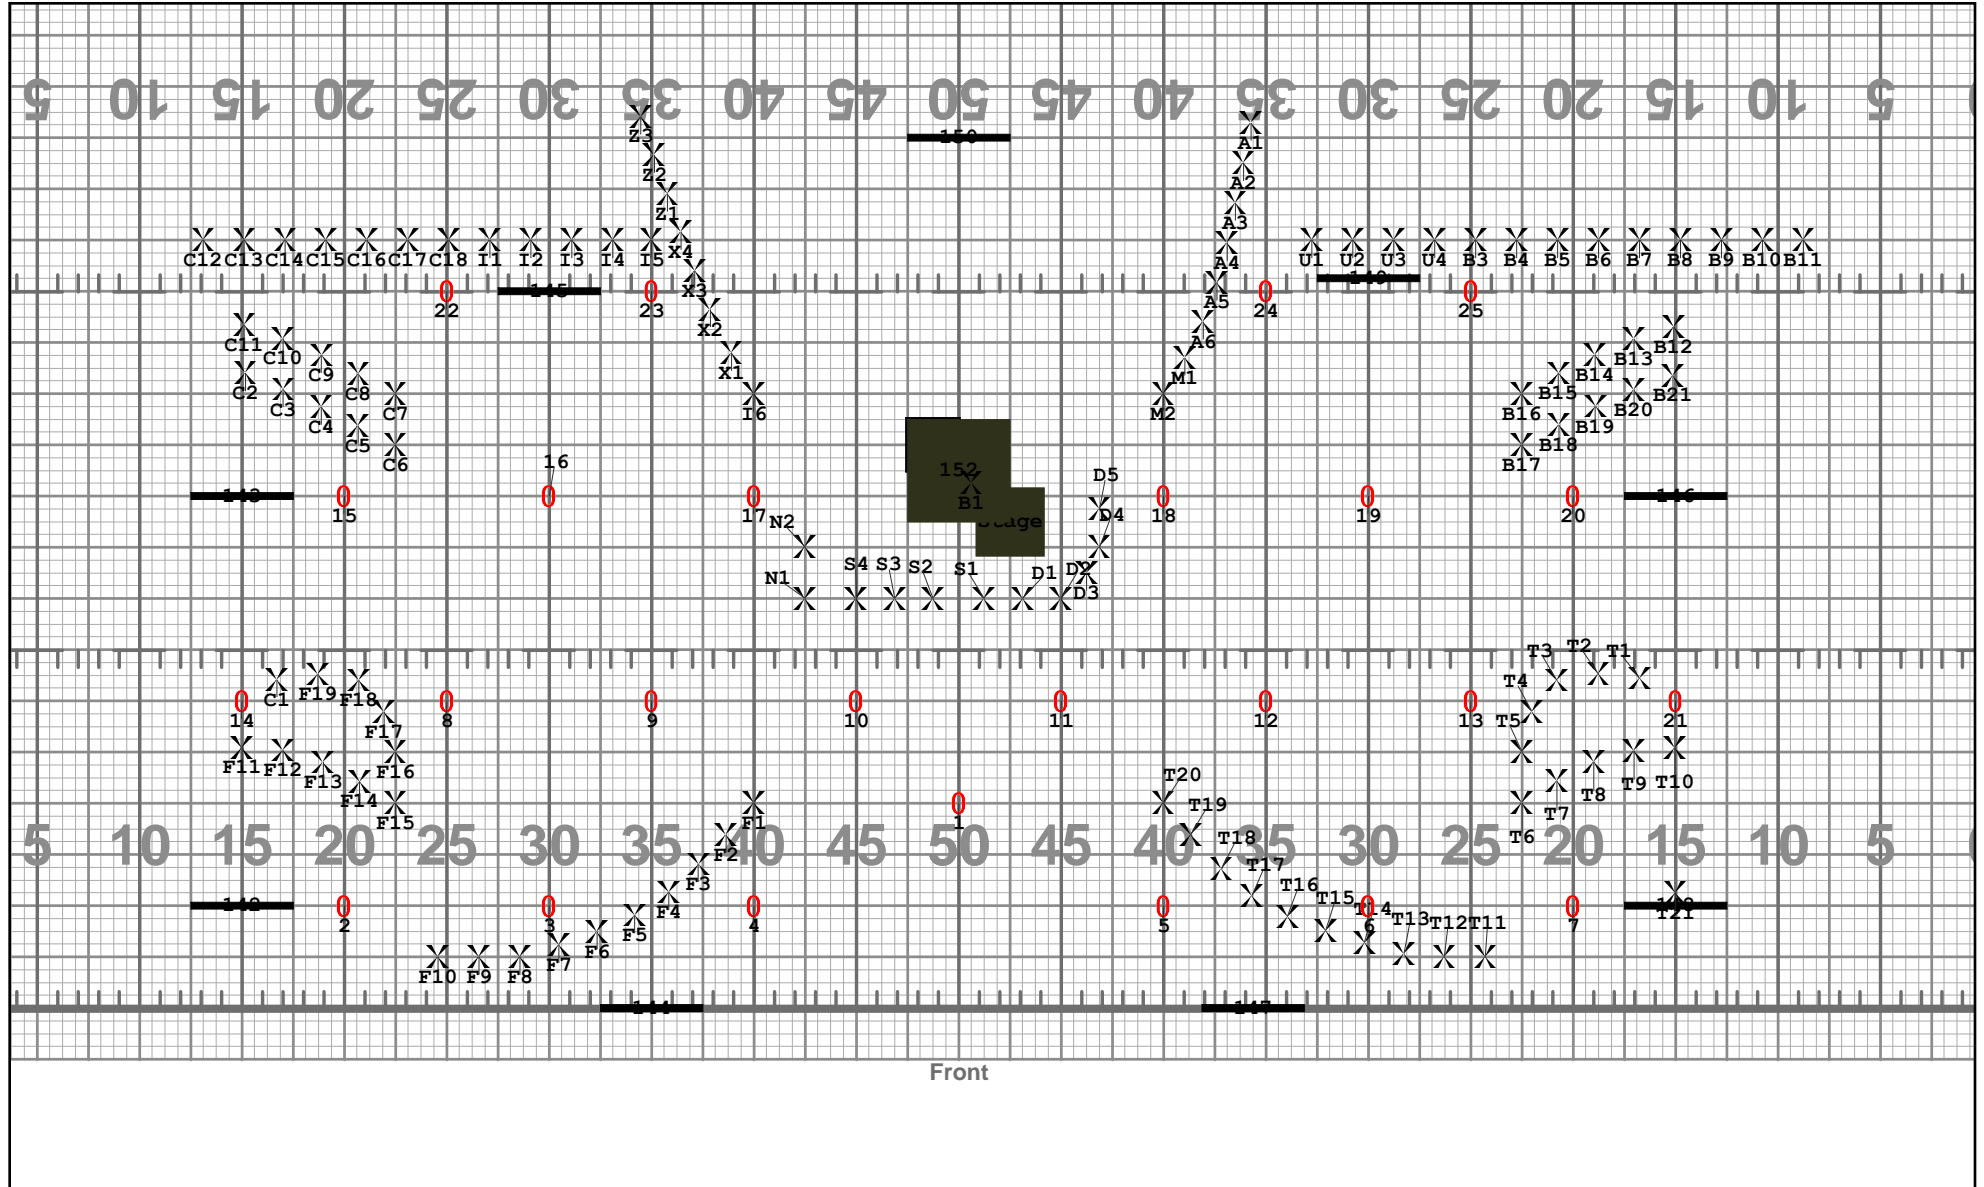 5 10 15 20 25 30 35 40 45 50 45 40 35 30 25 20 15 10 5
Z3 150 A1
Z2 A2
Z1 A3
C12 C13 C14 C15 C16 C17 C18 I1 I2 I3 I4 I5 X4 A4 U1 U2 U3 U4 B3 B4 B5 B6 B7 B8 B9 B10 B11
145 X3 A5 149
22 23 24 25
C11 C10 X2 A6 B13 B12
C9 X1 M1 B14
C2 C3 C8 B15 B20 B21
C4 C7 I6 M2 B16 B19
C5 B18
C6 16 152 B17
D5
143 B1 146
15 17 N2 Stage D4 18 19 20
S4 S3 S2 S1 D1 D2
N1 D3
T3 T2 T1
C1 F19 F18 T4
14 8 9 10 11 12 13 21
F17 T5
F11 F12 F16
F13 T20 T9 T10
F14 T8
F15 F1 1 T19 T7
T6
5 10 15 20 25 30 35 40 45 50 45 40 35 30 25 20 15 10 5
F2 T18
F3 T17
F4 T16
142 T15 T14 T21
2 3 F5 4 5 6 T13 T12 T11 7
F6
F7
F10 F9 F8
144 147
Front